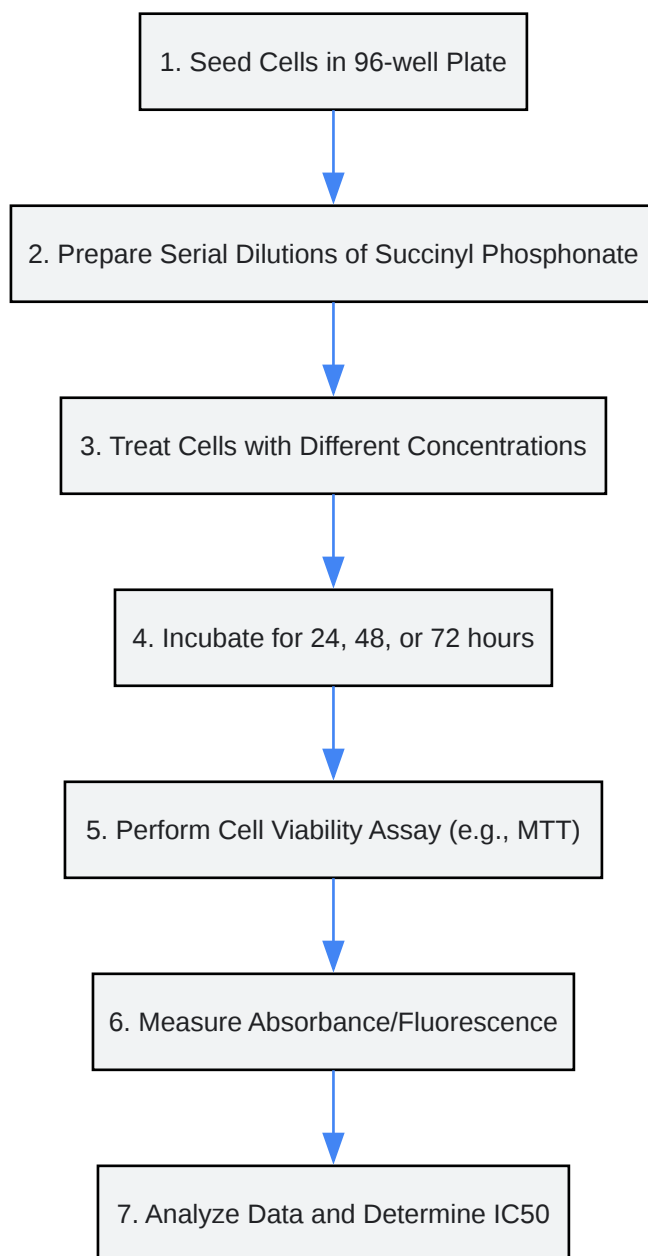 1. Seed Cells in 96-well Plate
2. Prepare Serial Dilutions of Succinyl Phosphonate
3. Treat Cells with Different Concentrations
4. Incubate for 24, 48, or 72 hours
5. Perform Cell Viability Assay (e.g., MTT)
6. Measure Absorbance/Fluorescence
7. Analyze Data and Determine IC50